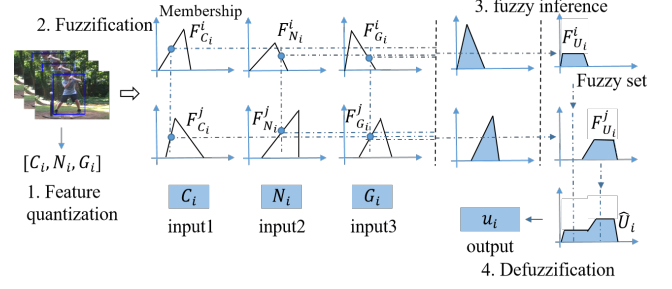 2. Fuzzification
Membership
3. fuzzy inference
F^i_{C_i}
F^i_{N_i}
F^i_{G_i}
F^i_{U_i}
Fuzzy set
F^j_{C_i}
F^j_{N_i}
F^j_{G_i}
F^j_{U_i}
[C_i, N_i, G_i]
1. Feature
quantization
C_i
N_i
G_i
input1
input2
input3
u_i
output
Û_i
4. Defuzzification